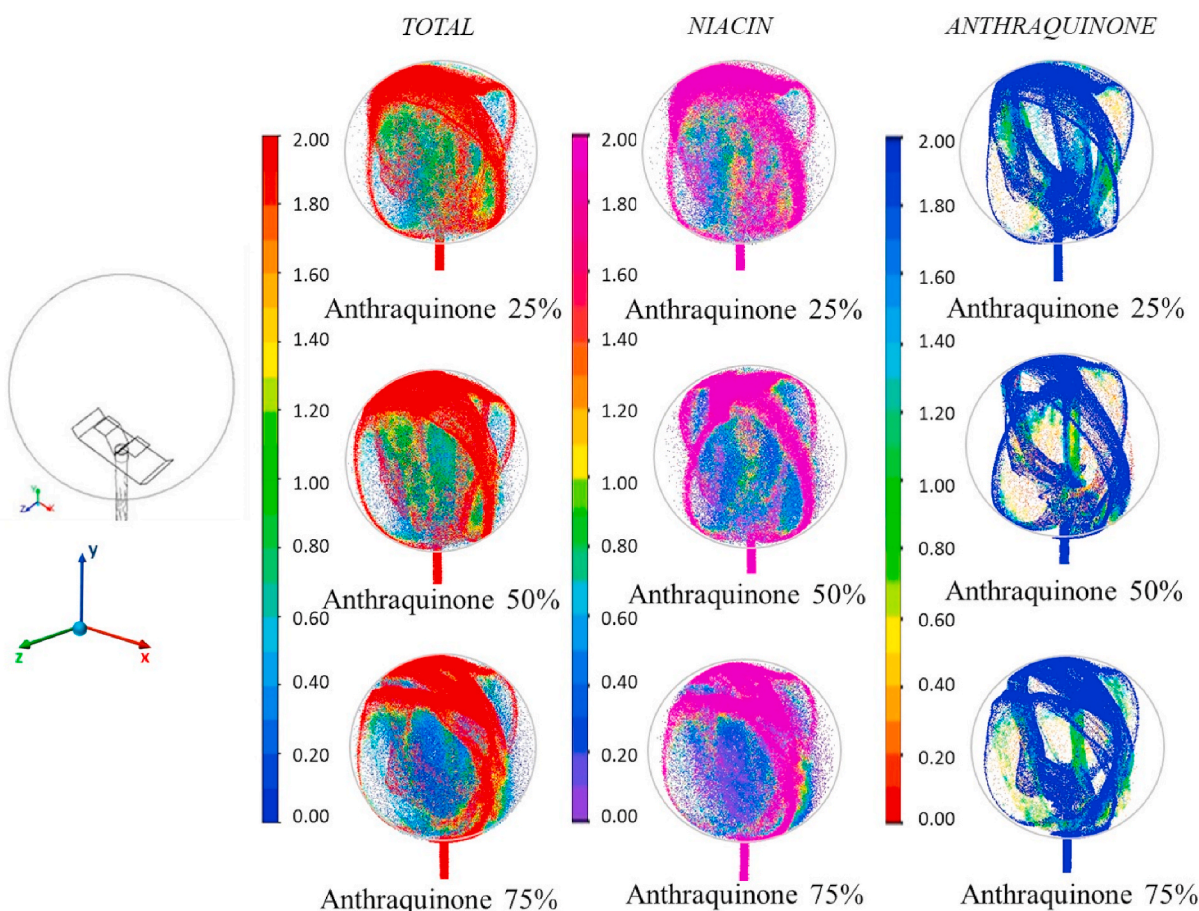 TOTAL NIACIN ANTHRAQUINONE
2.00 2.00 2.00
1.80 1.80 1.80
1.60 1.60 1.60
Anthraquinone 25% Anthraquinone 25% Anthraquinone 25%
1.40 1.40 1.40
1.20 1.20 1.20
1.00 1.00 1.00
0.80 0.80 0.80
Anthraquinone 50% Anthraquinone 50% Anthraquinone 50%
0.60 0.60 0.60
0.40 0.40 0.40
0.20 0.20 0.20
0.00 0.00 0.00
Anthraquinone 75% Anthraquinone 75% Anthraquinone 75%
y
z x